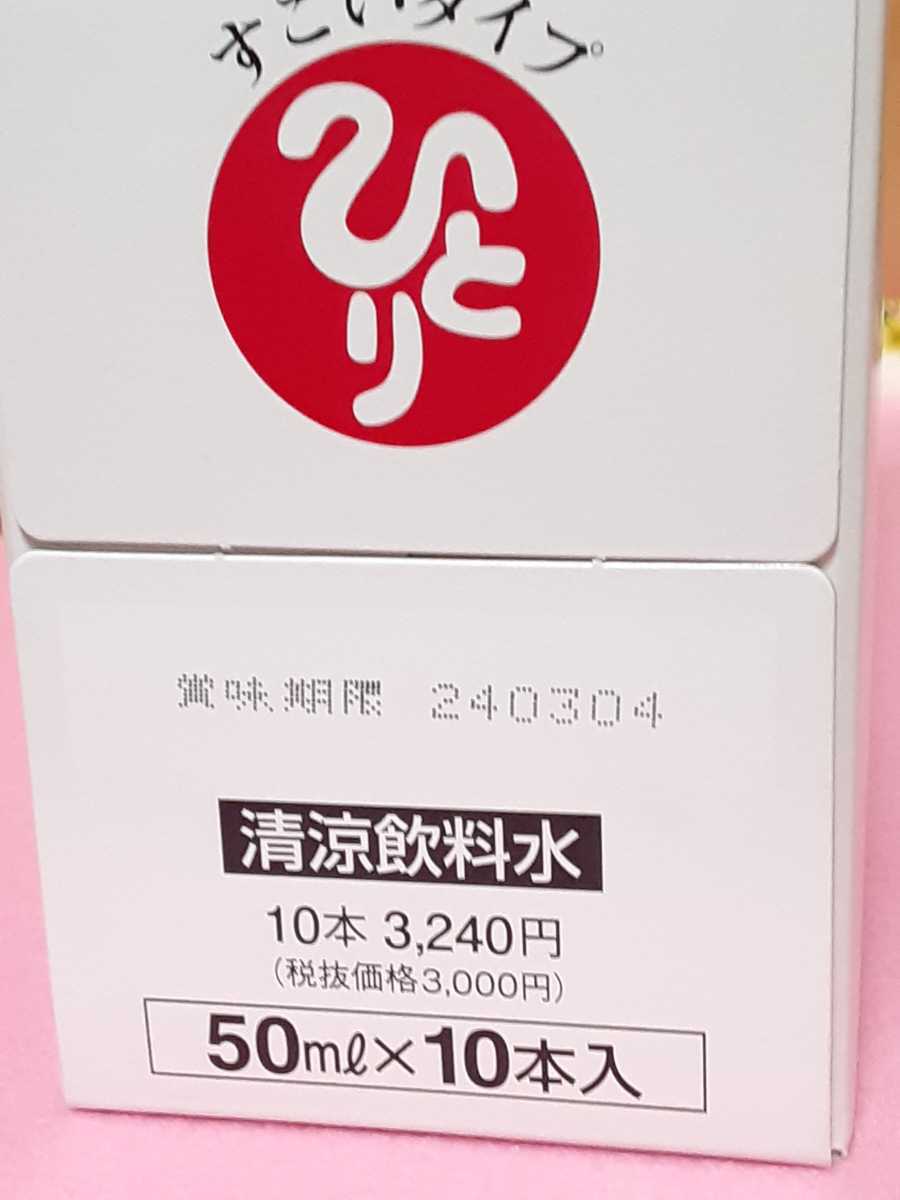 すごいタイプ
ひとり
賞味期限 240304
清涼飲料水
10本 3,240円
(税抜価格3,000円)
50ml×10本入